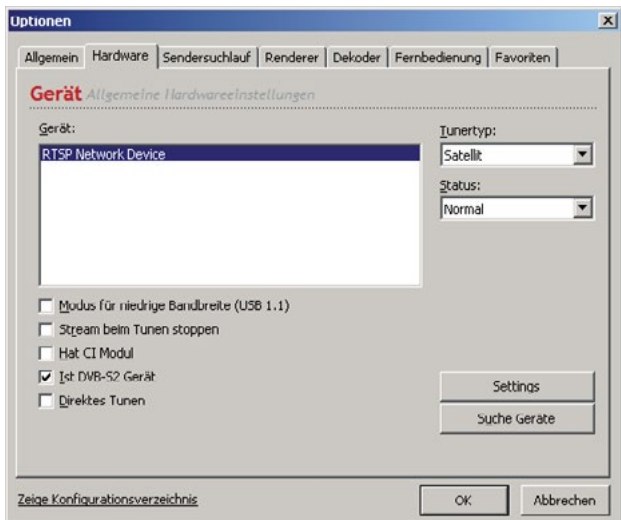 Optionen
Allgemein Hardware Sendersuchlauf Renderer Dekoder Fernbedienung Favoriten
Gerät Allgemeine Hardwareeinstellungen
Gerät:
RTSP Network Device
Tunertyp:
Satellit
Status:
Normal
Modus für niedrige Bandbreite (USB 1.1)
Stream beim Tunen stoppen
Hat CI Modul
Ist DVB-S2 Gerät
Direktes Tunen
Settings
Suche Geräte
Zeige Konfigurationsverzeichnis
OK
Abbrechen